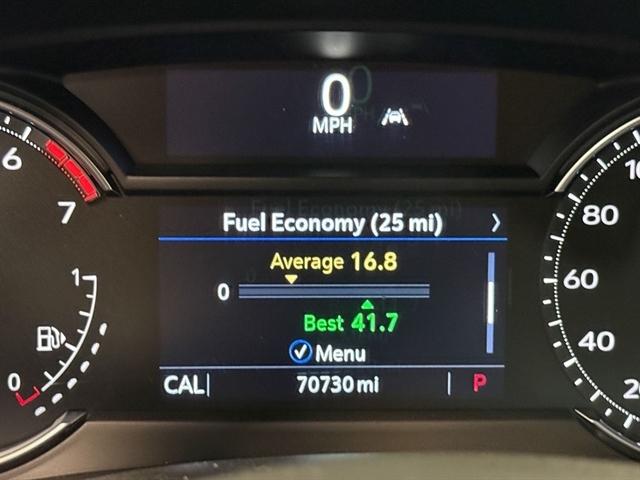 0
MPH
6
7
1
0
Fuel Economy (25 mi)
Average 16.8
0
Best 41.7
Menu
CAL
70730 mi
P
80
60
40